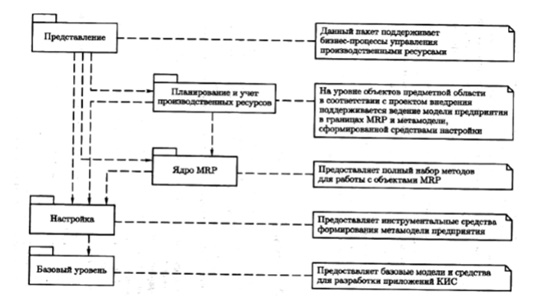 Представление
Данный пакет поддерживает
бизнес-процессы управления
производственными ресурсами
Планирование и учет
производственных ресурсов
На уровне объектов предметной области
в соответствии с проектом внедрения
поддерживается ведение модели предприятия
в границах MRP и метамодели,
сформированной средствами настройки
Ядро MRP
Предоставляет полный набор методов
для работы с объектами MRP
Настройка
Предоставляет инструментальные средства
формирования метамодели предприятия
Базовый уровень
Предоставляет базовые модели и средства
для разработки приложений КИС